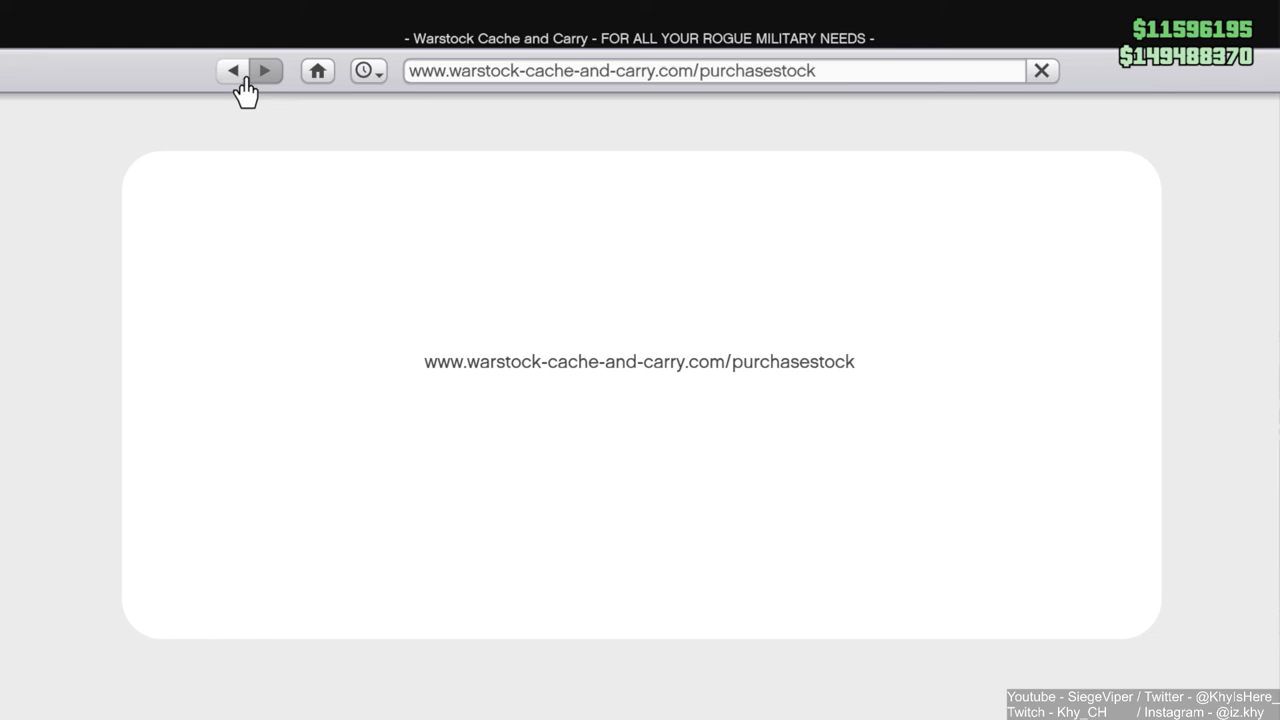 - Warstock Cache and Carry - FOR ALL YOUR ROGUE MILITARY NEEDS -
$11596195
$149488370
www.warstock-cache-and-carry.com/purchasestock
www.warstock-cache-and-carry.com/purchasestock
Youtube - SiegeViper / Twitter - @KhyIsHere_
Twitch - Khy_CH / Instagram - @iz.khy